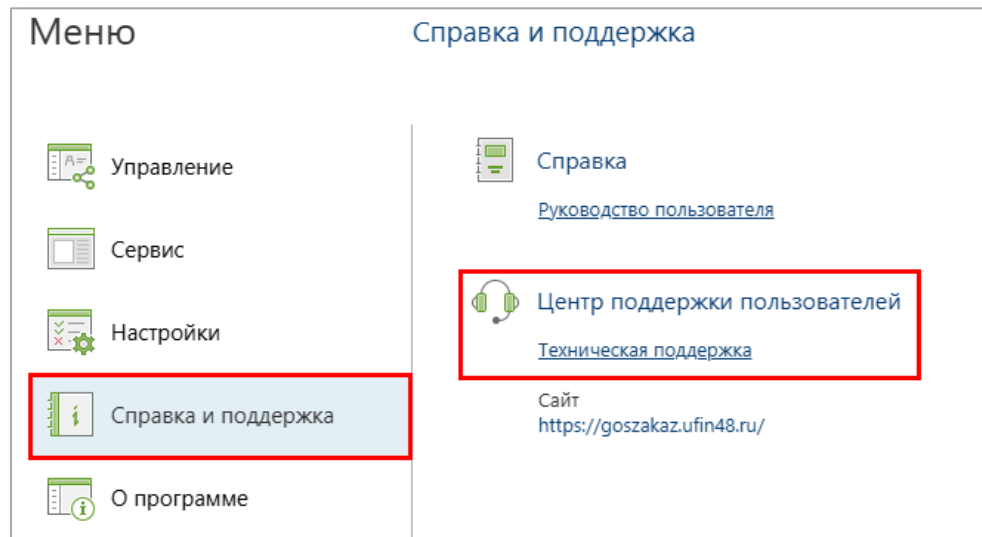 Меню
Справка и поддержка
Управление
Сервис
Настройки
Справка и поддержка
О программе
Справка
Руководство пользователя
Центр поддержки пользователей
Техническая поддержка
Сайт
https://goszakaz.ufin48.ru/